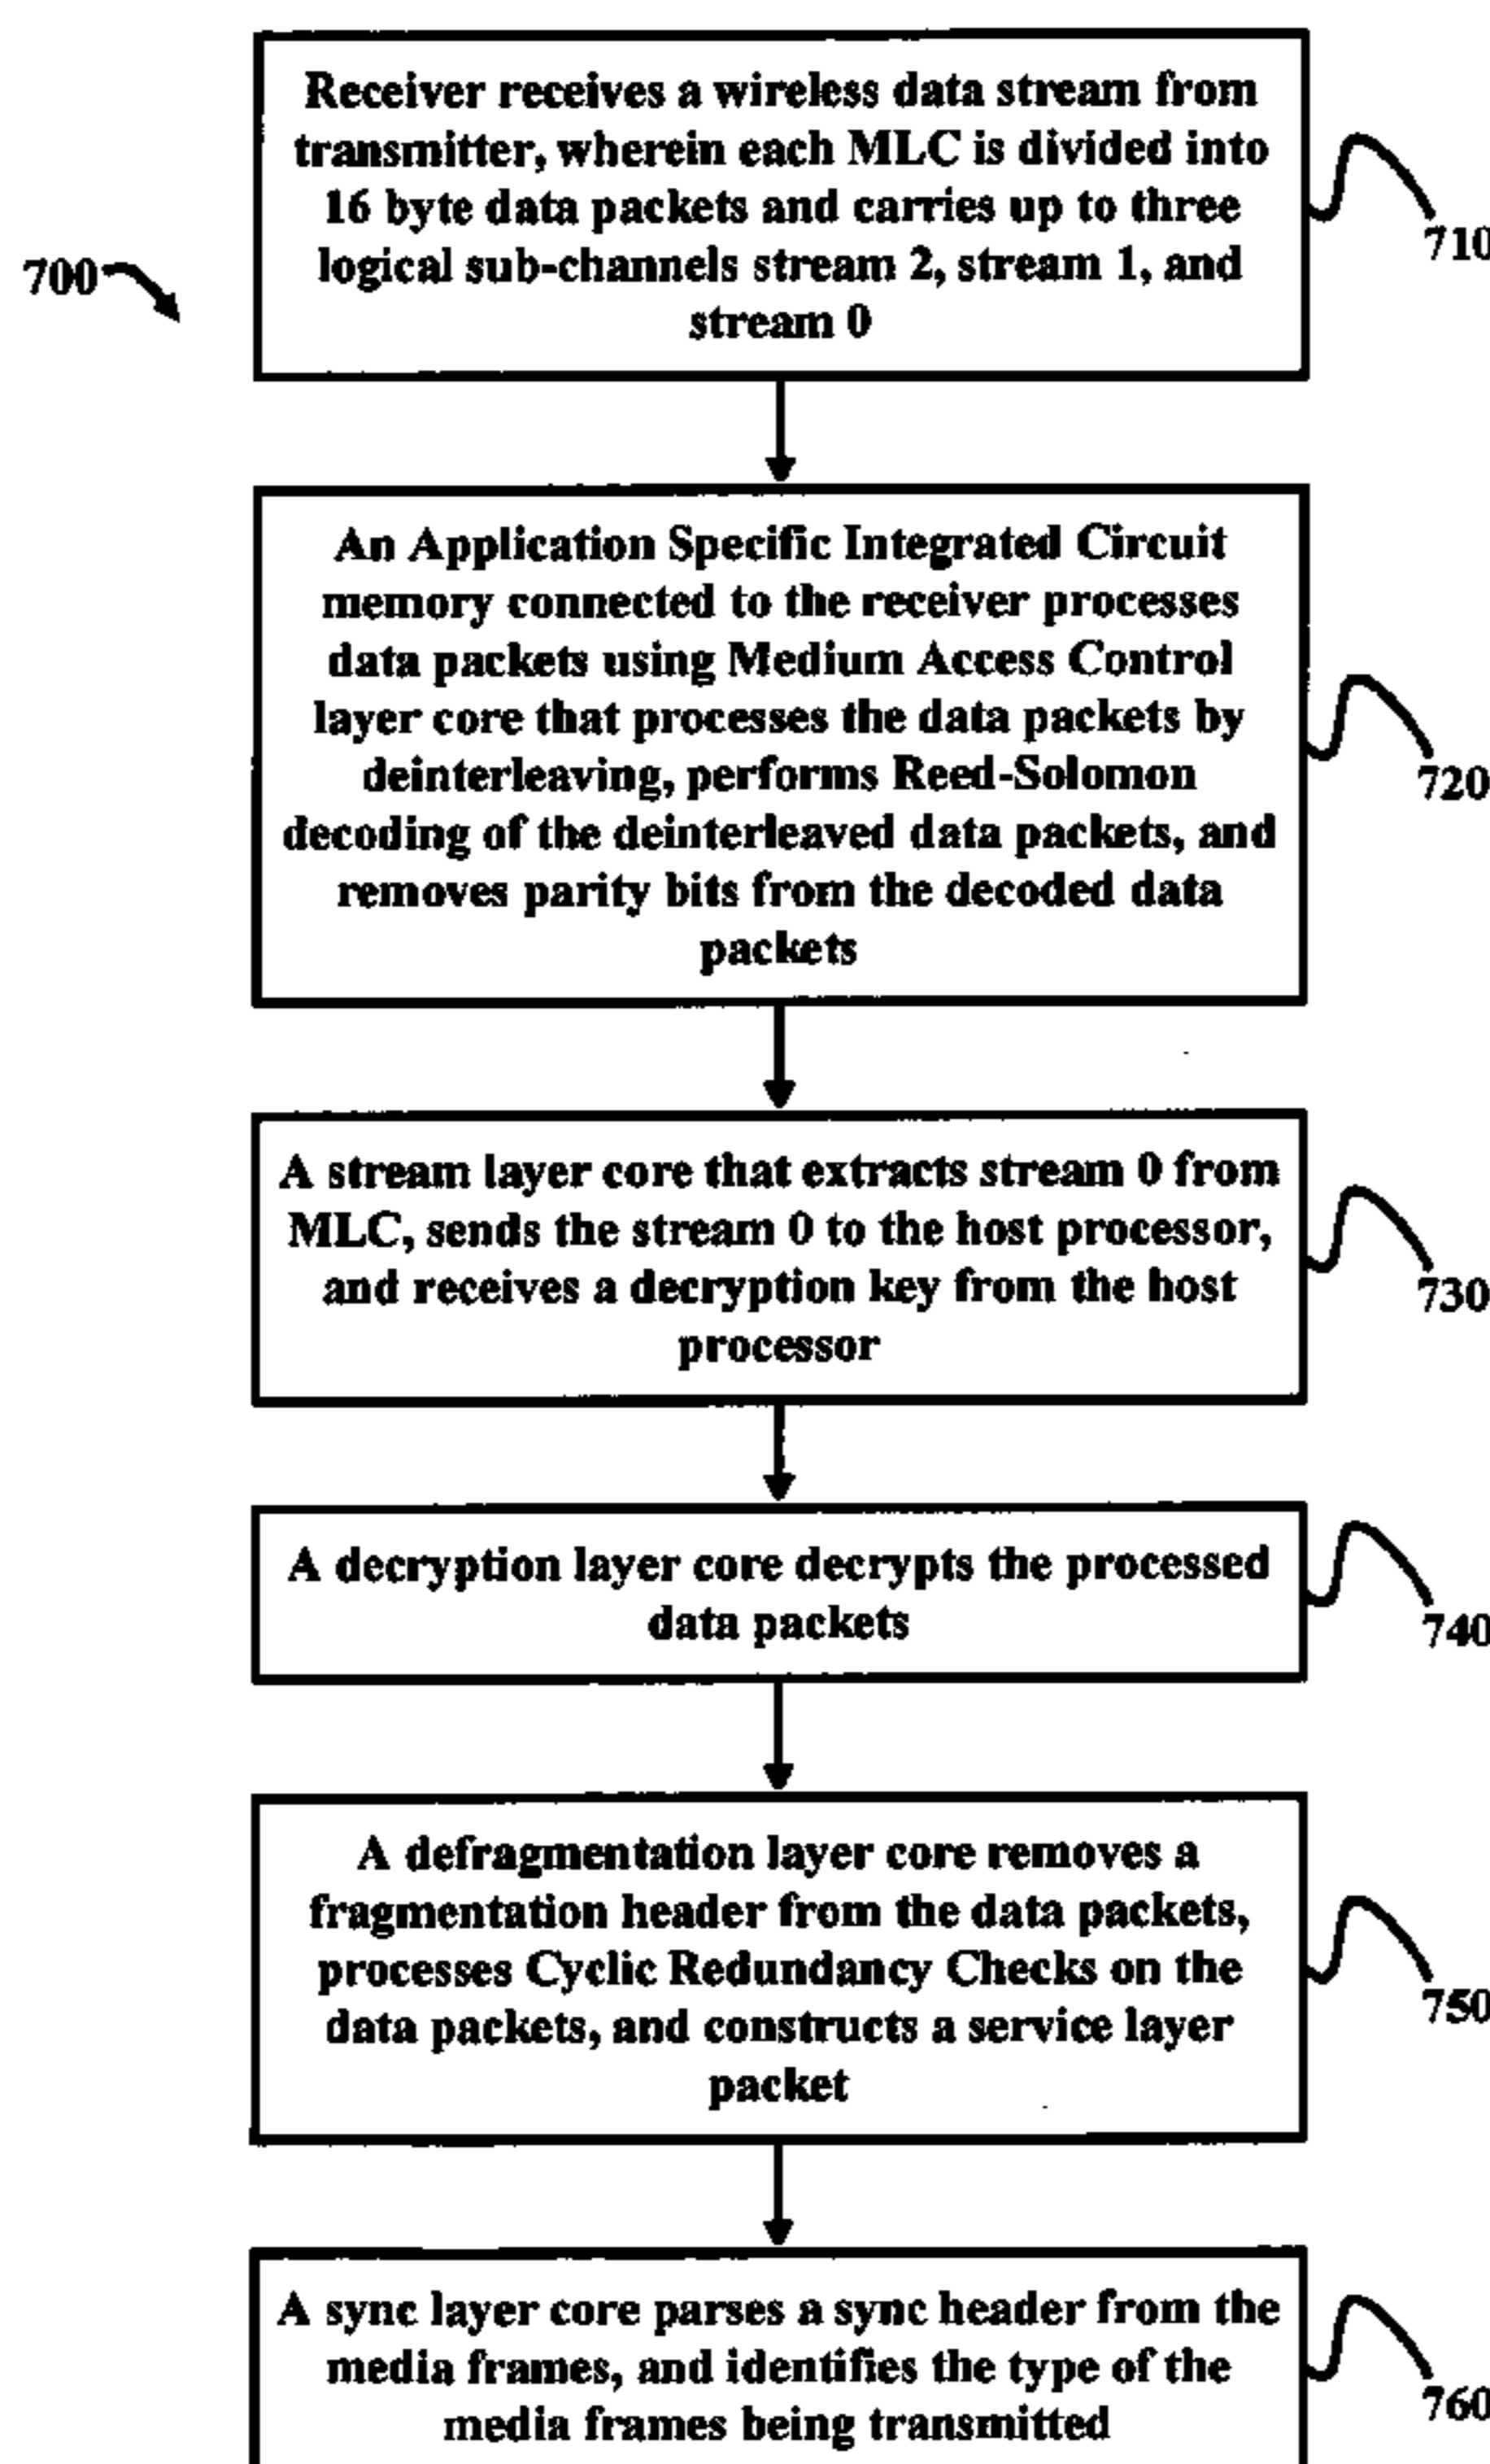 Receiver receives a wireless data stream from
transmitter, wherein each MLC is divided into
16 byte data packets and carries up to three
logical sub-channels stream 2, stream 1, and
stream 0
710
700
An Application Specific Integrated Circuit
memory connected to the receiver processes
data packets using Medium Access Control
layer core that processes the data packets by
deinterleaving, performs Reed-Solomon
decoding of the deinterleaved data packets, and
removes parity bits from the decoded data
packets
720
A stream layer core that extracts stream 0 from
MLC, sends the stream 0 to the host processor,
and receives a decryption key from the host
processor
730
A decryption layer core decrypts the processed
data packets
740
A defragmentation layer core removes a
fragmentation header from the data packets,
processes Cyclic Redundancy Checks on the
data packets, and constructs a service layer
packet
750
A sync layer core parses a sync header from the
media frames, and identifies the type of the
media frames being transmitted
760